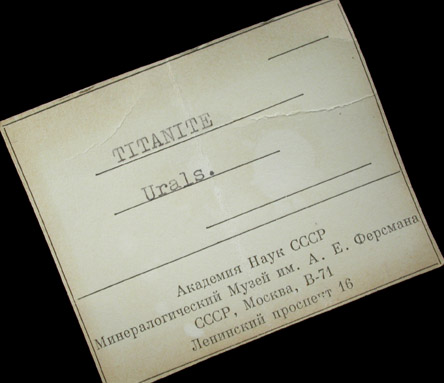 TITANITE
Urals.
Академия Наук СССР
Минералогический Музей им. А. Е. Ферсмана
СССР, Москва, В-71
Ленинский проспект 16